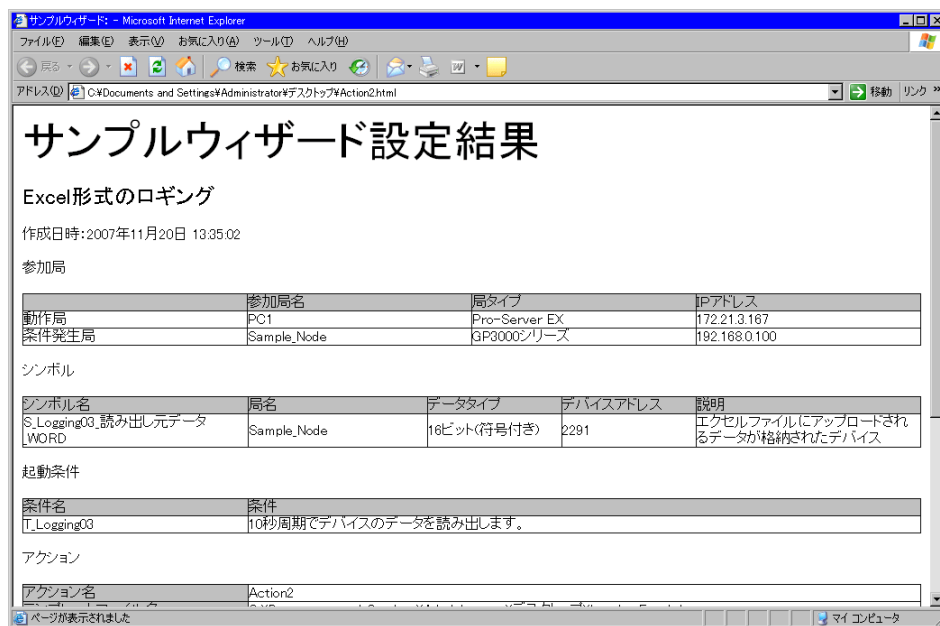 サンプルウィザード: - Microsoft Internet Explorer
ファイル(F) 編集(E) 表示(V) お気に入り(A) ツール(T) ヘルプ(H)
戻る 検索 お気に入り
アドレス(D) C:¥Documents and Settings¥Administrator¥デスクトップ¥Action2.html 移動 リンク »
サンプルウィザード設定結果
Excel形式のロギング
作成日時:2007年11月20日 13:35:02
参加局
参加局名 局タイプ IPアドレス
動作局 PC1 Pro-Server EX 172.21.3.167
条件発生局 Sample_Node GP3000シリーズ 192.168.0.100
シンボル
シンボル名 局名 データタイプ デバイスアドレス 説明
S_Logging03_読み出し元データ
_WORD Sample_Node 16ビット(符号付き) 2291 エクセルファイルにアップロードされ
るデータが格納されたデバイス
起動条件
条件名 条件
T_Logging03 10秒周期でデバイスのデータを読み出します。
アクション
アクション名 Action2
ページが表示されました マイ コンピュータ